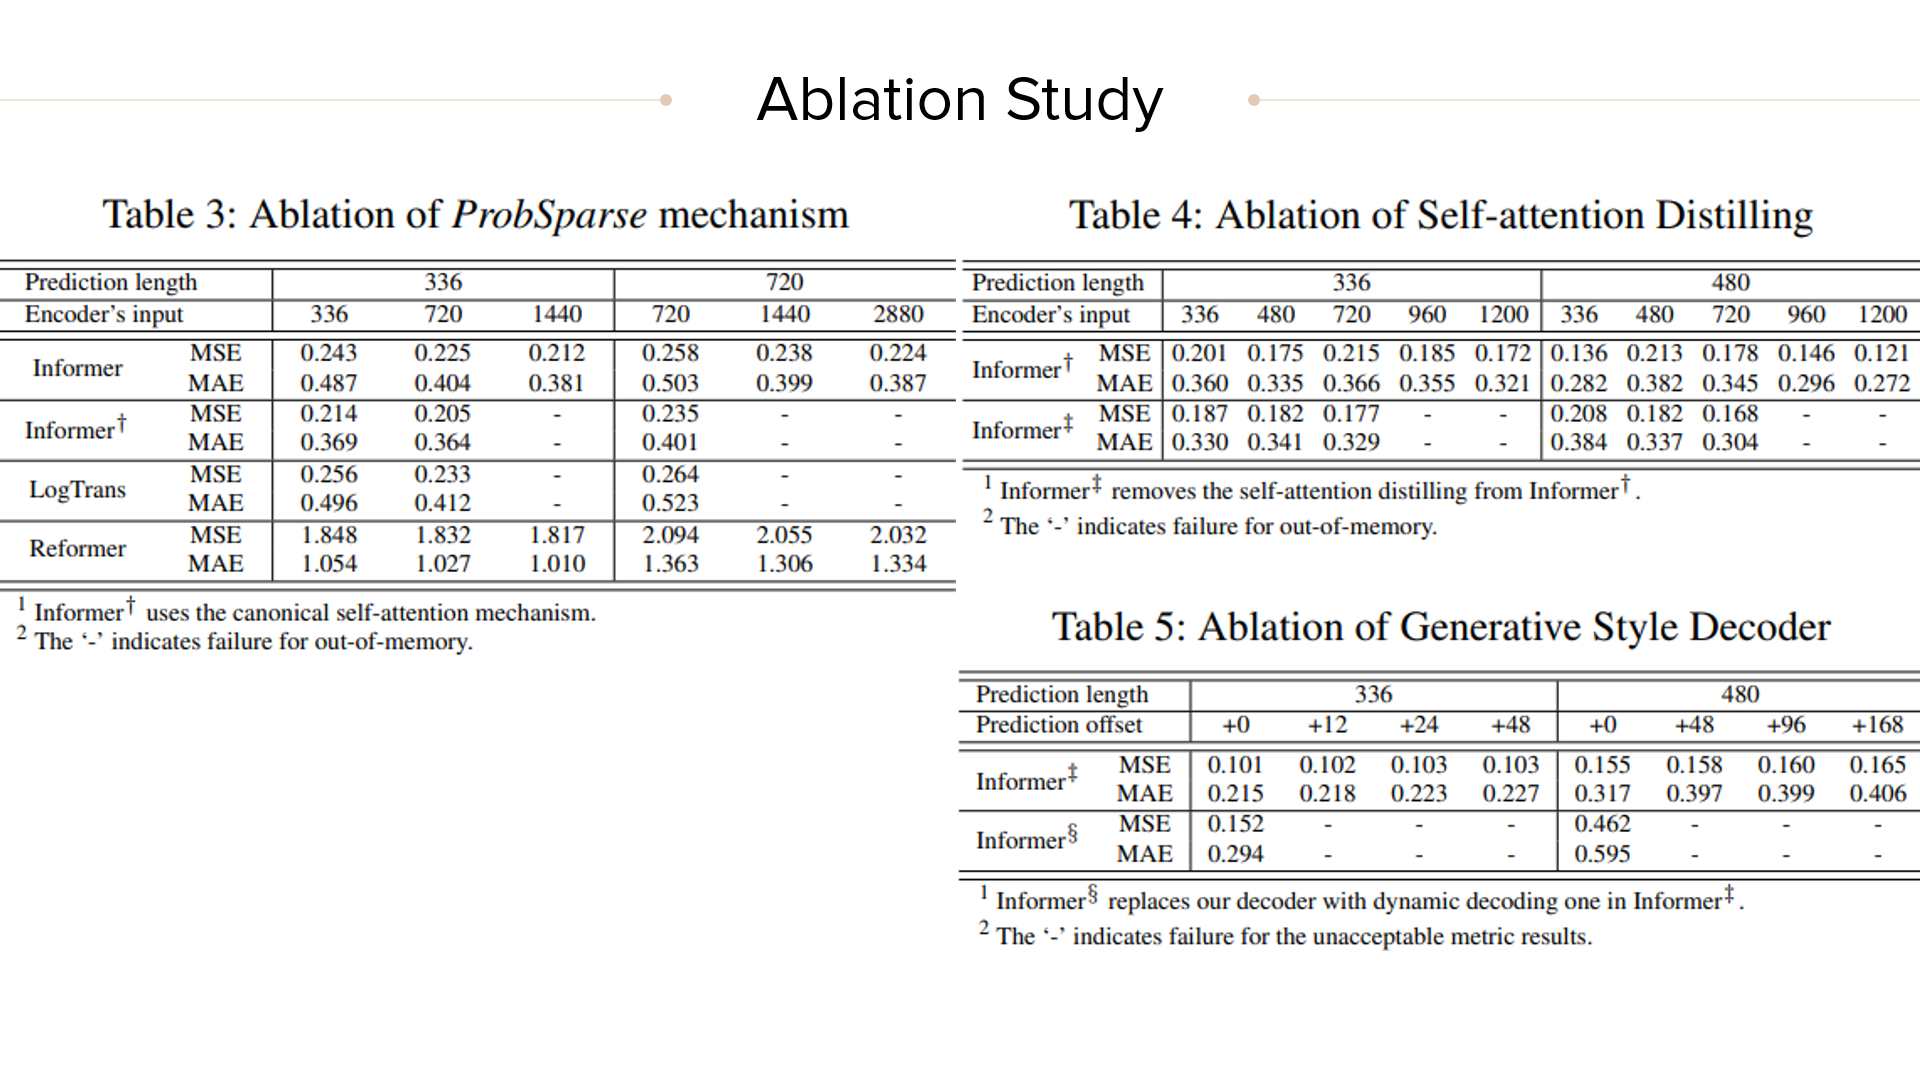 Ablation Study
Table 3: Ablation of ProbSparse mechanism
Prediction length 336 720
Encoder's input 336 720 1440 720 1440 2880
Informer MSE 0.243 0.225 0.212 0.258 0.238 0.224
MAE 0.487 0.404 0.381 0.503 0.399 0.387
Informer† MSE 0.214 0.205 - 0.235 - -
MAE 0.369 0.364 - 0.401 - -
LogTrans MSE 0.256 0.233 - 0.264 - -
MAE 0.496 0.412 - 0.523 - -
Reformer MSE 1.848 1.832 1.817 2.094 2.055 2.032
MAE 1.054 1.027 1.010 1.363 1.306 1.334
1 Informer† uses the canonical self-attention mechanism.
2 The ‘-’ indicates failure for out-of-memory.
Table 4: Ablation of Self-attention Distilling
Prediction length 336 480
Encoder's input 336 480 720 960 1200 336 480 720 960 1200
Informer† MSE 0.201 0.175 0.215 0.185 0.172 0.136 0.213 0.178 0.146 0.121
MAE 0.360 0.335 0.366 0.355 0.321 0.282 0.382 0.345 0.296 0.272
Informer‡ MSE 0.187 0.182 0.177 - - 0.208 0.182 0.168 - -
MAE 0.330 0.341 0.329 - - 0.384 0.337 0.304 - -
1 Informer‡ removes the self-attention distilling from Informer†.
2 The ‘-’ indicates failure for out-of-memory.
Table 5: Ablation of Generative Style Decoder
Prediction length 336 480
Prediction offset +0 +12 +24 +48 +0 +48 +96 +168
Informer‡ MSE 0.101 0.102 0.103 0.103 0.155 0.158 0.160 0.165
MAE 0.215 0.218 0.223 0.227 0.317 0.397 0.399 0.406
Informer§ MSE 0.152 - - - 0.462 - - -
MAE 0.294 - - - 0.595 - - -
1 Informer§ replaces our decoder with dynamic decoding one in Informer‡.
2 The ‘-’ indicates failure for the unacceptable metric results.